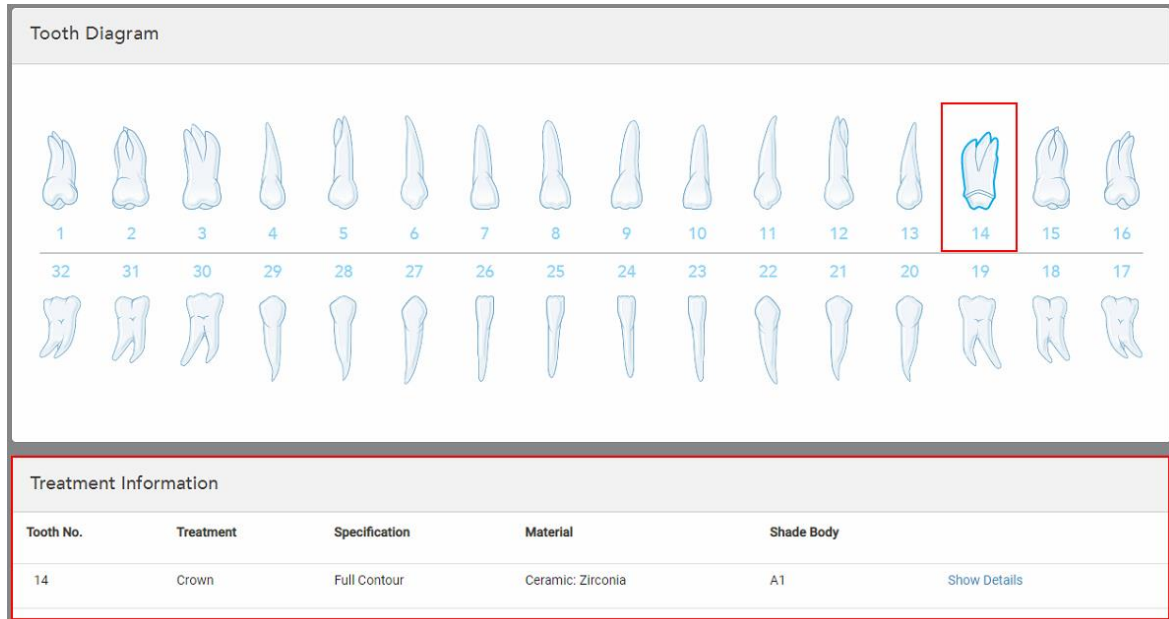 Tooth Diagram
1 2 3 4 5 6 7 8 9 10 11 12 13 14 15 16
32 31 30 29 28 27 26 25 24 23 22 21 20 19 18 17
Treatment Information
Tooth No. Treatment Specification Material Shade Body
14 Crown Full Contour Ceramic: Zirconia A1 Show Details